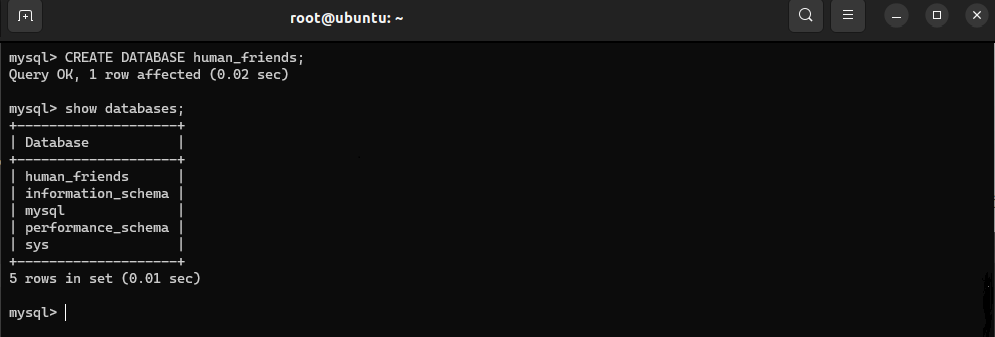 root@ubuntu: ~
mysql> CREATE DATABASE human_friends;
Query OK, 1 row affected (0.02 sec)
mysql> show databases;
+--------------------+
| Database           |
+--------------------+
| human_friends      |
| information_schema |
| mysql              |
| performance_schema |
| sys                |
+--------------------+
5 rows in set (0.01 sec)
mysql>